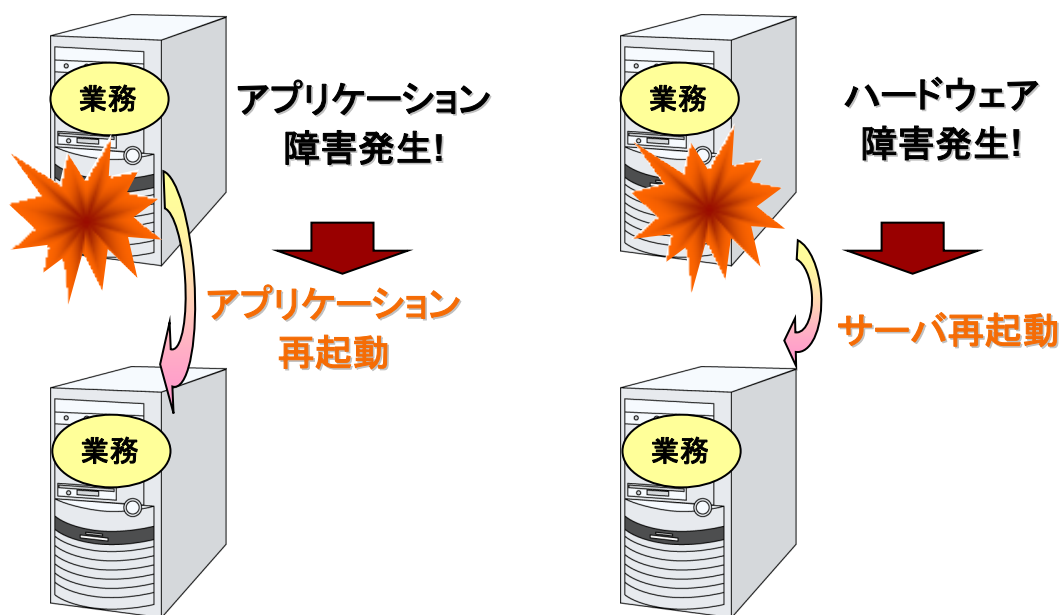 業務
アプリケーション
障害発生!
アプリケーション
再起動
業務
業務
ハードウェア
障害発生!
サーバ再起動
業務